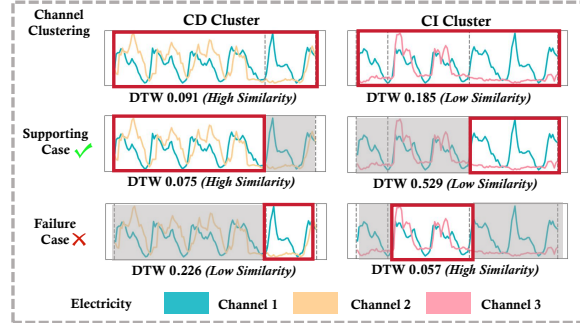 Channel Clustering
CD Cluster
CI Cluster
DTW 0.091 (High Similarity)
DTW 0.185 (Low Similarity)
Supporting Case
DTW 0.075 (High Similarity)
DTW 0.529 (Low Similarity)
Failure Case
DTW 0.226 (Low Similarity)
DTW 0.057 (High Similarity)
Electricity
Channel 1
Channel 2
Channel 3